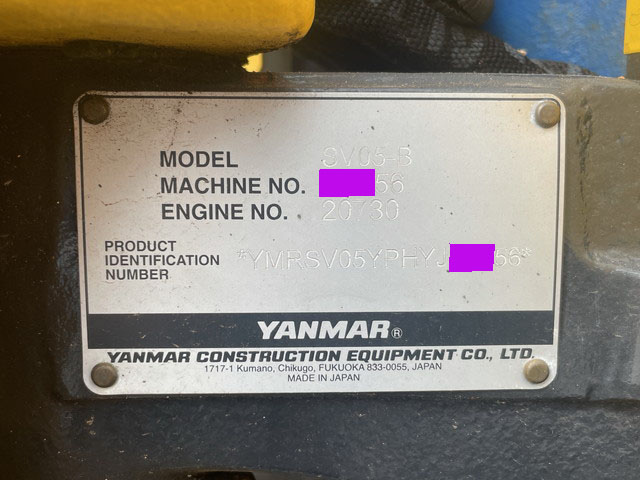 MODEL SV05-B
MACHINE NO. 56
ENGINE NO. 20730
PRODUCT
IDENTIFICATION *YMRSV05YPHYJ 56*
NUMBER
YANMAR®
YANMAR CONSTRUCTION EQUIPMENT CO., LTD.
1717-1 Kumano, Chikugo, FUKUOKA 833-0055, JAPAN
MADE IN JAPAN